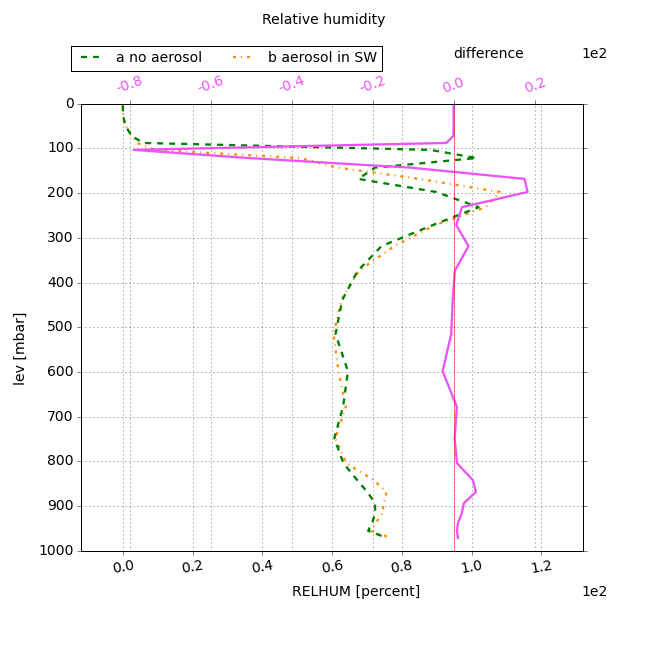 Relative humidity
a no aerosol b aerosol in SW difference 1e2
-0.8 -0.6 -0.4 -0.2 0.0 0.2
0
100
200
300
400
500
600
700
800
900
1000
lev [mbar]
0.0 0.2 0.4 0.6 0.8 1.0 1.2
RELHUM [percent] 1e2